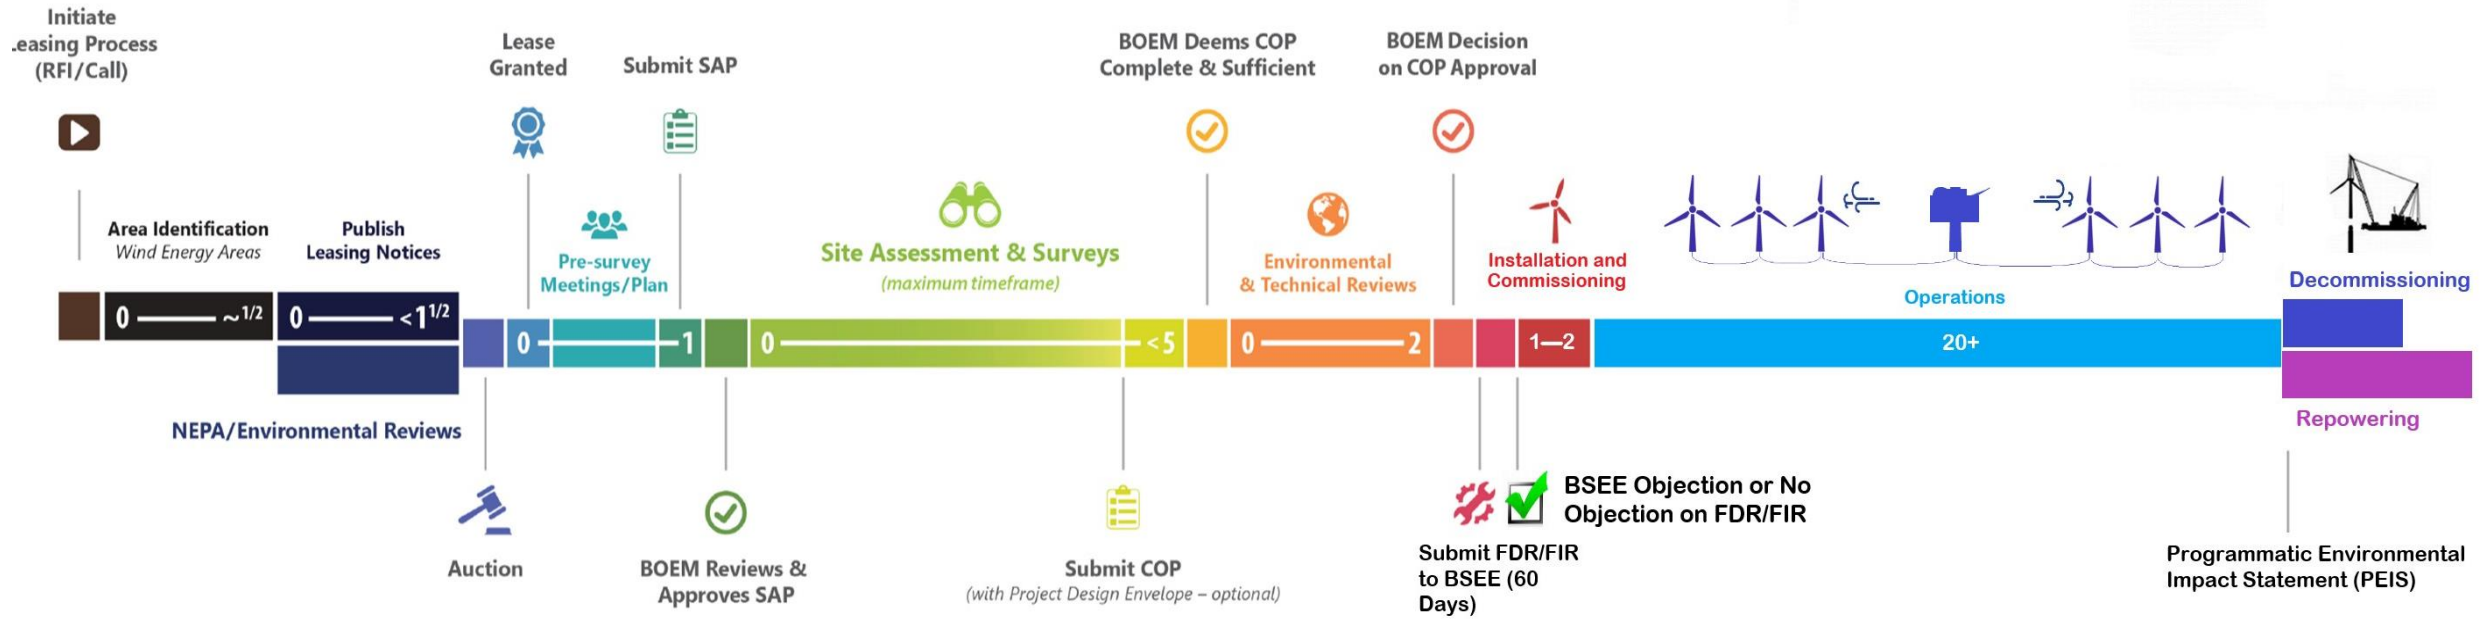 Initiate
Leasing Process
(RFI/Call)
Lease
Granted
Submit SAP
BOEM Deems COP
Complete & Sufficient
BOEM Decision
on COP Approval
Area Identification
Wind Energy Areas
Publish
Leasing Notices
Pre-survey
Meetings/Plan
Site Assessment & Surveys
(maximum timeframe)
Environmental
& Technical Reviews
Installation and
Commissioning
Operations
Decommissioning
0 ~1/2
0 <1 1/2
0 1
0 <5
0 2
1—2
20+
Repowering
NEPA/Environmental Reviews
Auction
BOEM Reviews &
Approves SAP
Submit COP
(with Project Design Envelope – optional)
BSEE Objection or No
Objection on FDR/FIR
Submit FDR/FIR
to BSEE (60
Days)
Programmatic Environmental
Impact Statement (PEIS)